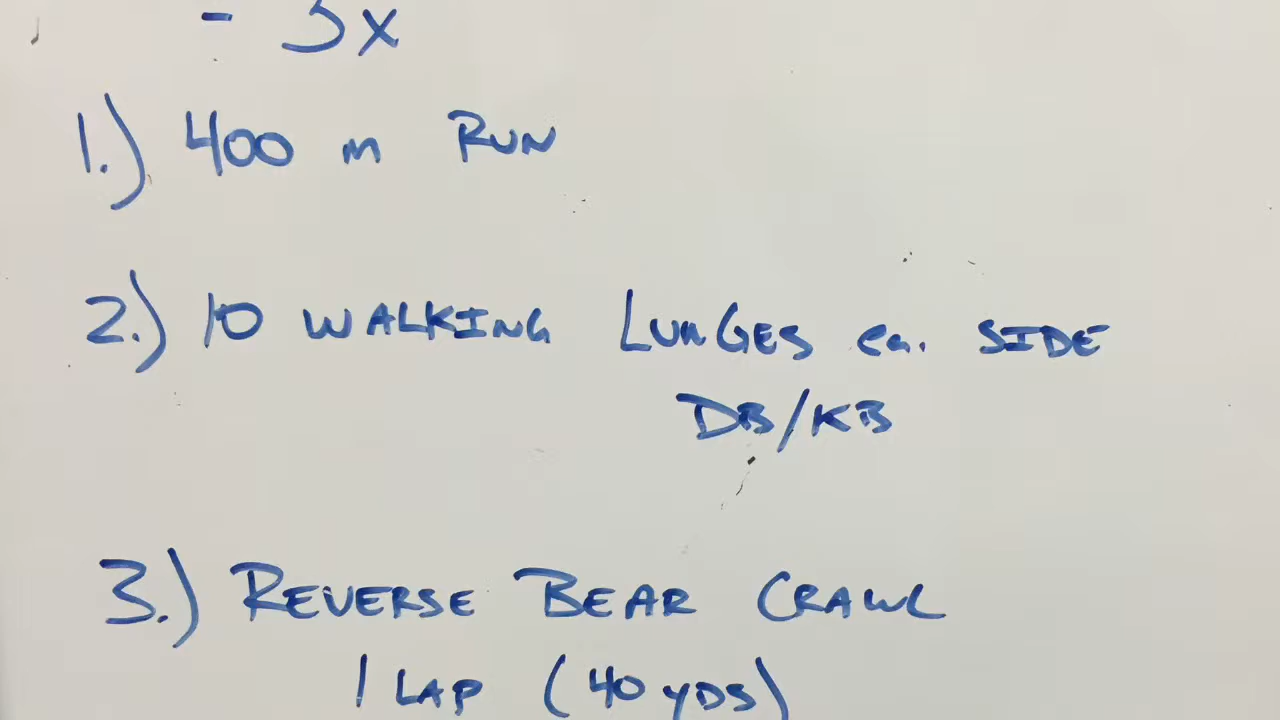 1.) 400 m RUN
2.) 10 WALKING LUNGES ea. SIDE
DB/KB
3.) REVERSE BEAR CRAWL
1 LAP (40 YDS)